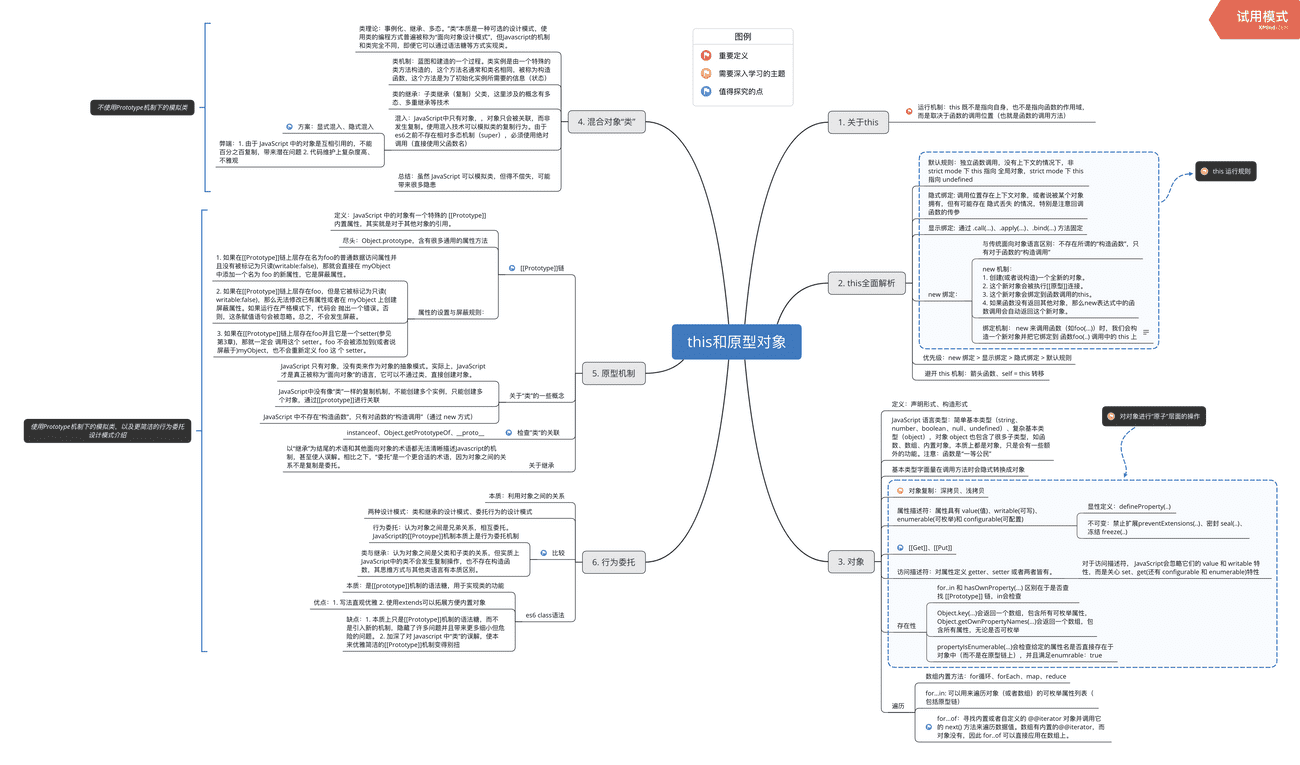 试用模式
XMind
图例
重要定义
需要深入学习的主题
值得探究的点
this和原型对象
1. 关于this
运行机制：this 既不是指向自身，也不是指向函数的作用域，
而是取决于函数的调用位置（也就是函数的调用方法）
2. this全面解析
this 运行规则
默认规则：独立函数调用，没有上下文的情况下，非
strict mode 下 this 指向 全局对象，strict mode 下 this
指向 undefined
隐式绑定: 调用位置存在上下文对象，或者说被某个对象
拥有，但有可能存在 隐式丢失 的情况，特别是注意回调
函数的传参
显示绑定: 通过 .call(...)、.apply(...)、.bind(...) 方法固定
new 绑定：
与传统面向对象语言区别：不存在所谓的“构造函数”，只
有对于函数的“构造调用”
new 机制：
1. 创建(或者说构造)一个全新的对象。
2. 这个新对象会被执行[[原型]]连接。
3. 这个新对象会绑定到函数调用的this。
4. 如果函数没有返回其他对象，那么new表达式中的函
数调用会自动返回这个新对象。
绑定机制： new 来调用函数（如foo(...)）时，我们会构
造一个新对象并把它绑定到 函数foo(..) 调用中的 this 上
优先级：new 绑定 > 显示绑定 > 隐式绑定 > 默认规则
避开 this 机制：箭头函数、self = this 转移
3. 对象
对对象进行“原子”层面的操作
定义：声明形式、构造形式
JavaScript 语言类型：简单基本类型（string、
number、boolean、null、undefined）、复杂基本类
型（object），对象 object 也包含了很多子类型，如函
数、数组、内置对象，本质上都是对象，只是会有一些额
外的功能。注意：函数是“一等公民”
基本类型字面量在调用方法时会隐式转换成对象
对象复制：深拷贝、浅拷贝
属性描述符：属性具有 value(值)、writable(可写)、
enumerable(可枚举)和 configurable(可配置)
显性定义：defineProperty(..)
不可变：禁止扩展preventExtensions(..)、密封 seal(..)、
冻结 freeze(..)
[[Get]]、[[Put]]
访问描述符：对属性定义 getter、setter 或者两者皆有。
对于访问描述符， JavaScript会忽略它们的 value 和 writable 特
性，而是关心 set、get(还有 configurable 和 enumerable)特性
存在性
for..in 和 hasOwnProperty(...) 区别在于是否查
找 [[Prototype]] 链，in会检查
Object.key(...)会返回一个数组，包含所有可枚举属性，
Object.getOwnPropertyNames(...)会返回一个数组，包
含所有属性，无论是否可枚举
propertyIsEnumerable(...)会检查给定的属性名是否直接存在于
对象中（而不是在原型链上），并且满足enumrable：true
遍历
数组内置方法：for循环、forEach、map、reduce
for...in: 可以用来遍历对象（或者数组）的可枚举属性列表（
包括原型链）
for...of：寻找内置或者自定义的 @@iterator 对象并调用它
的 next() 方法来遍历数据值。数组有内置的@@iterator，而
对象没有，因此 for..of 可以直接应用在数组上。
4. 混合对象“类”
不使用Prototype机制下的模拟类
类理论：事例化、继承、多态。“类”本质是一种可选的设计模式，使
用类的编程方式普遍被称为“面向对象设计模式”，但Javascript的机制
和类完全不同，即便它可以通过语法糖等方式实现类。
类机制：蓝图和建造的一个过程。类实例是由一个特殊的
类方法构造的，这个方法名通常和类名相同，被称为构造
函数，这个方法是为了初始化实例所需要的信息（状态）
类的继承：子类继承（复制）父类，这里涉及的概念有多
态、多重继承等技术
混入：JavaScript中只有对象，，对象只会被关联，而非
发生复制。使用混入技术可以模拟类的复制行为。由于
es6之前不存在相对多态机制（super），必须使用绝对
调用（直接使用父函数名）
方案：显式混入、隐式混入
弊端：1. 由于 JavaScript 中的对象是互相引用的，不能
百分之百复制，带来潜在问题 2. 代码维护上复杂度高、
不雅观
总结：虽然 JavaScript 可以模拟类，但得不偿失，可能
带来很多隐患
5. 原型机制
使用Prototype机制下的模拟类，以及更简洁的行为委托
设计模式介绍
[[Prototype]]链
定义：JavaScript 中的对象有一个特殊的 [[Prototype]]
内置属性，其实就是对于其他对象的引用。
尽头：Object.prototype，含有很多通用的属性方法
属性的设置与屏蔽规则：
1. 如果在[[Prototype]]链上层存在名为foo的普通数据访问属性并
且没有被标记为只读(writable:false)，那就会直接在 myObject
中添加一个名为 foo 的新属性，它是屏蔽属性。
2. 如果在[[Prototype]]链上层存在foo，但是它被标记为只读(
writable:false)，那么无法修改已有属性或者在 myObject 上创建
屏蔽属性。如果运行在严格模式下，代码会 抛出一个错误。否
则，这条赋值语句会被忽略。总之，不会发生屏蔽。
3. 如果在[[Prototype]]链上层存在foo并且它是一个setter(参见
第3章)，那就一定会 调用这个 setter。foo 不会被添加到(或者说
屏蔽于)myObject，也不会重新定义 foo 这 个 setter。
关于“类”的一些概念
JavaScript 只有对象，没有类来作为对象的抽象模式。实际上，JavaScript
才是真正被称为“面向对象”的语言，它可以不通过类，直接创建对象。
JavaScript中没有像“类”一样的复制机制，不能创建多个实例，只能创建多
个对象，通过[[prototype]]进行关联
JavaScript 中不存在“构造函数”，只有对函数的“构造调用”（通过 new 方式）
检查“类”的关联
instanceof、Object.getPrototypeOf、__proto__
关于继承
以“继承”为结尾的术语和其他面向对象的术语都无法清晰描述Javascript的机
制，甚至使人误解。相比之下，“委托”是一个更合适的术语，因为对象之间的关
系不是复制是委托。
6. 行为委托
本质：利用对象之间的关系
两种设计模式：类和继承的设计模式、委托行为的设计模式
比较
行为委托：认为对象之间是兄弟关系，相互委托。
JavaScript的[[Protoype]]机制本质上是行为委托机制
类与继承：认为对象之间是父类和子类的关系，但实质上
JavaScript中的类不会发生复制操作，也不存在构造函
数，其思维方式与其他类语言有本质区别。
es6 class语法
本质：是[[prototype]]机制的语法糖，用于实现类的功能
优点：1. 写法直观优雅 2. 使用extends可以拓展方便内置对象
缺点：1. 本质上只是[[Prototype]]机制的语法糖，而不
是引入新的机制，隐藏了许多问题并且带来更多细小但危
险的问题。 2. 加深了对 Javascript 中“类”的误解，使本
来优雅简洁的[[Prototype]]机制变得别扭